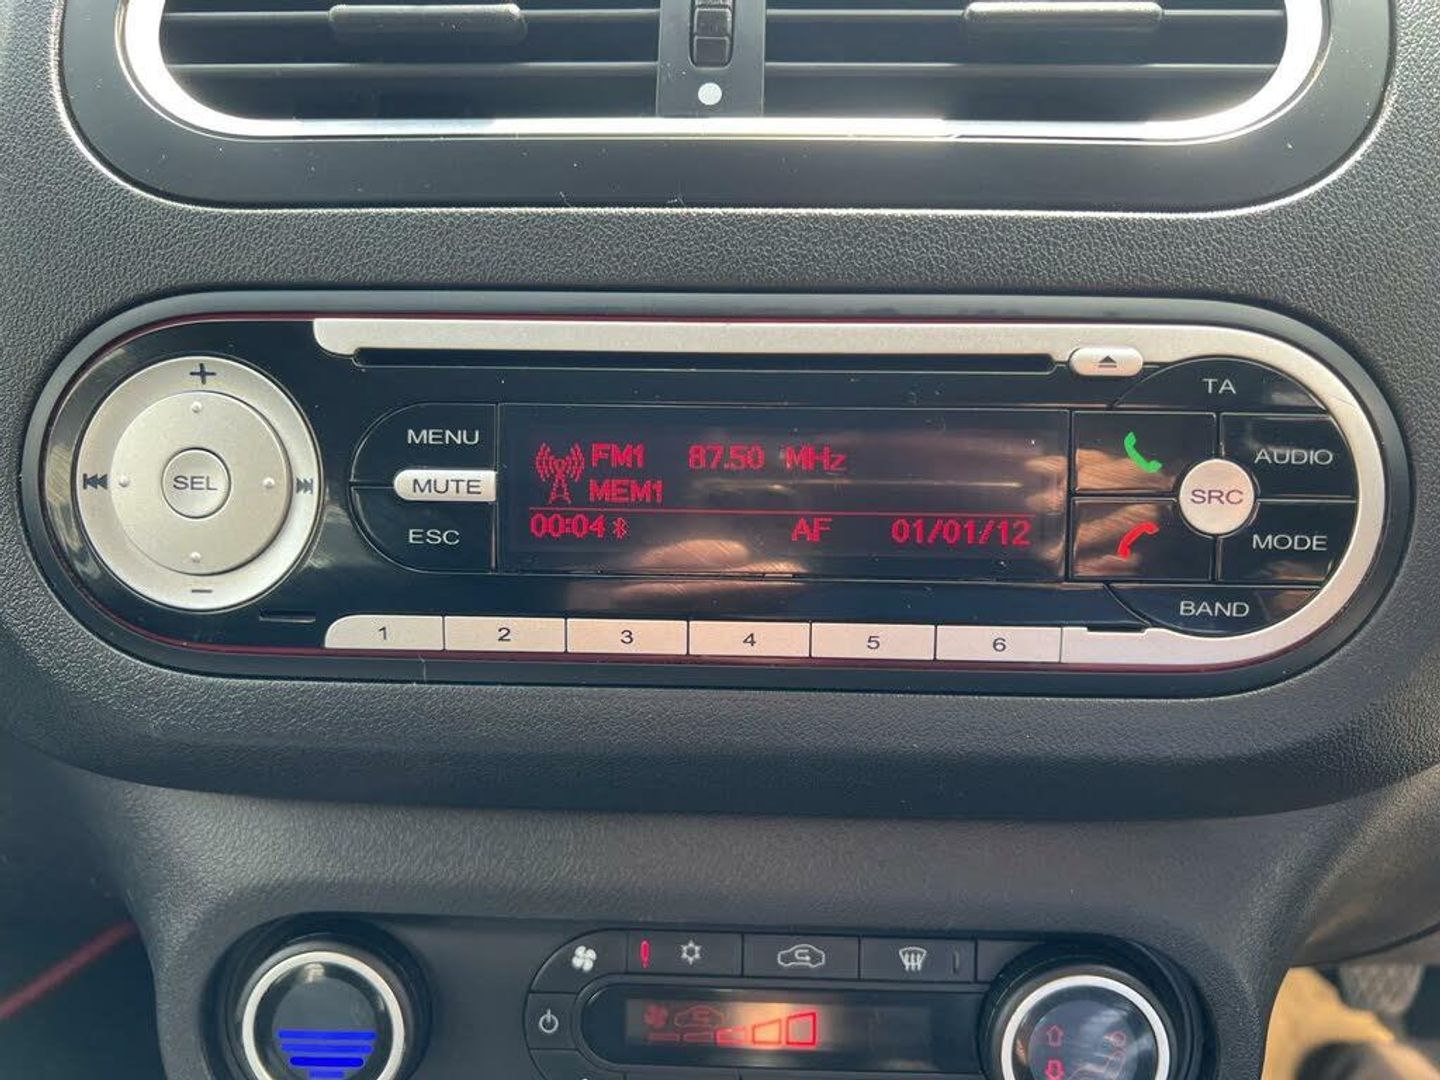 TA
MENU
SEL
MUTE
ESC
FM1 87.50 MHz
MEM1
00:04 AF 01/01/12
AUDIO
SRC
MODE
BAND
1 2 3 4 5 6